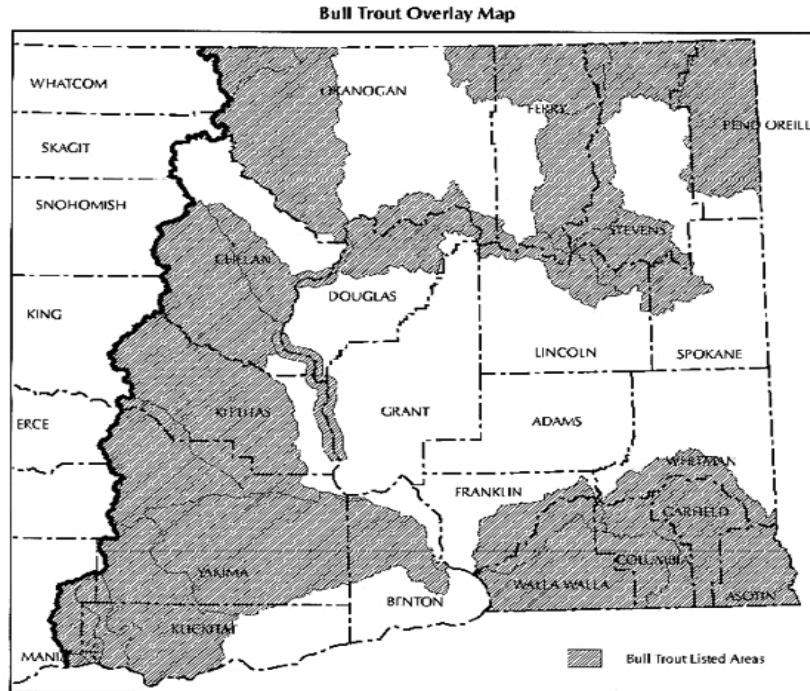 Bull Trout Overlay Map
WHATCOM
OKANOGAN
FERRY
PEND OREILL
SKAGIT
SNOHOMISH
STEVENS
CHELAN
DOUGLAS
KING
LINCOLN
SPOKANE
KITTITAS
GRANT
ADAMS
ERCE
WHITMAN
FRANKLIN
GARFIELD
COLUMBIA
YAKIMA
WALLA WALLA
ASOTIN
BENTON
KLICKITAT
MANIA
Bull Trout Listed Areas